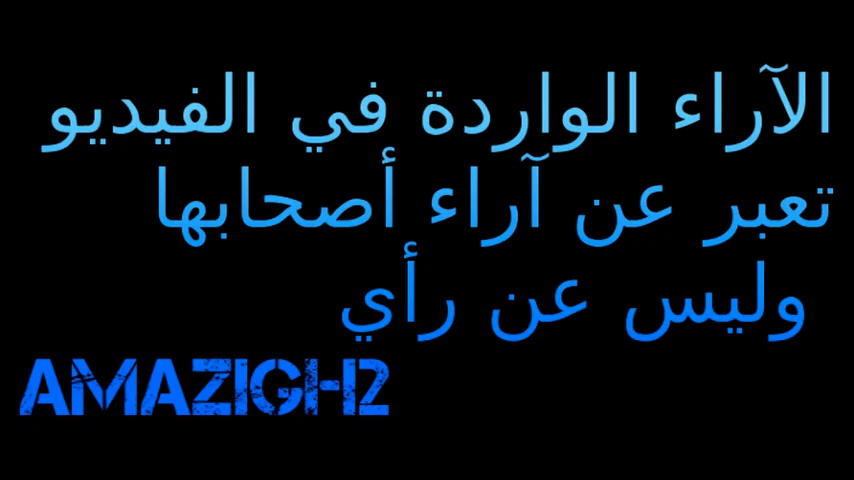 الآراء الواردة في الفيديو
تعبر عن آراء أصحابها
وليس عن رأي
AMAZIGH2